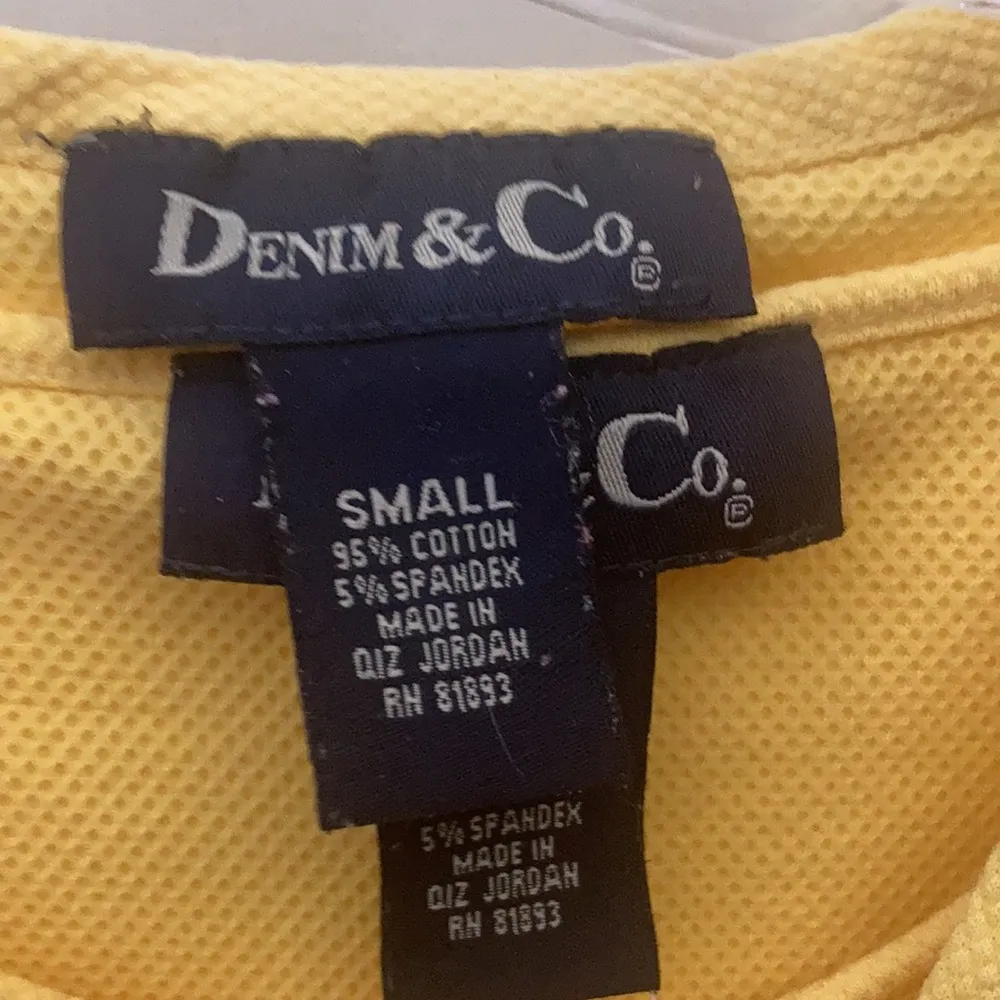 DENIM & CO. ®
SMALL
95% COTTON
5% SPANDEX
MADE IN
QIZ JORDAN
RN 81893
CO. ®
5% SPANDEX
MADE IN
QIZ JORDAN
RN 81893